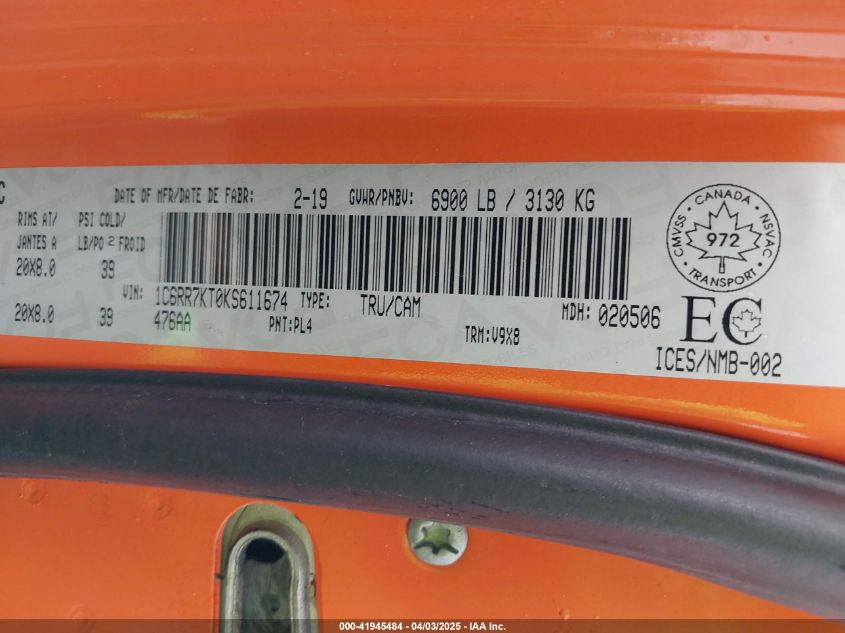 C
DATE OF MFR/DATE DE FABR: 2-19 GVWR/PNBV: 6900 LB / 3130 KG
RIMS AT/ PSI COLD/
JANTES A LB/PO 2 FROID
20X8.0 39
VIN: 1C6RR7KT0KS611674 TYPE: TRU/CAM MDH: 020506
20X8.0 39 476AA PNT:PL4 TRM:V9X8
CMVSS CANADA NSVAC
972
TRANSPORT
EC
ICES/NMB-002
000-41945484 - 04/03/2025 - IAA Inc.